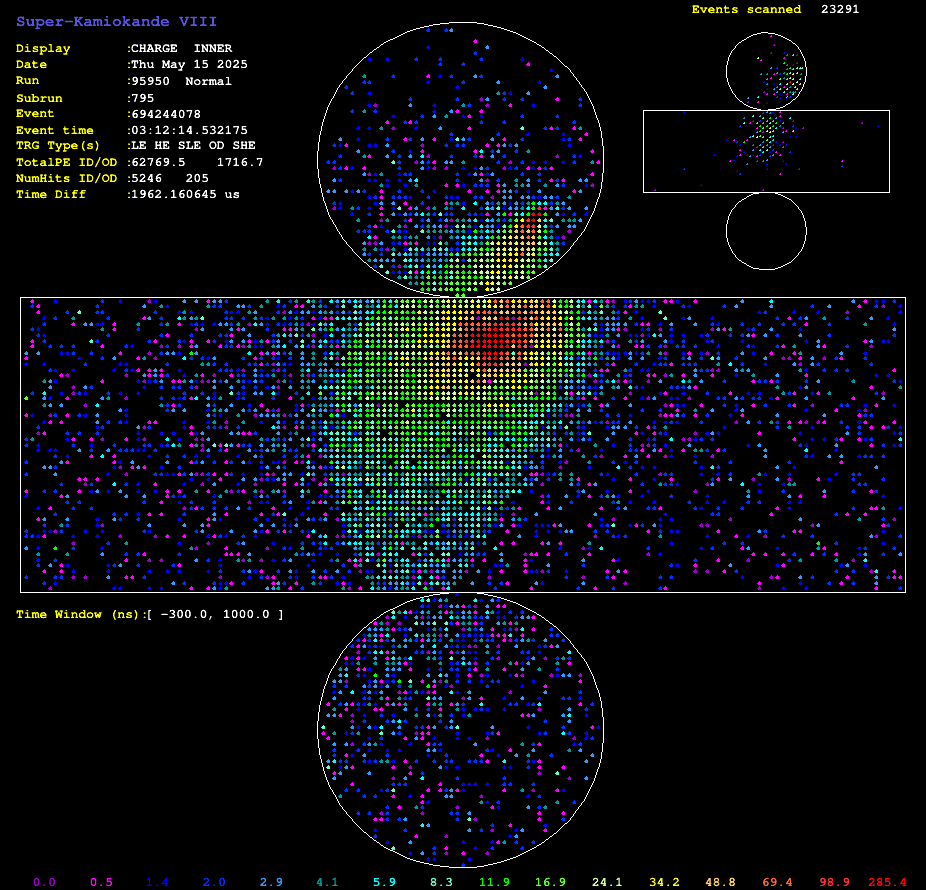 Super-Kamiokande VIII
Events scanned 23291
Display :CHARGE INNER
Date :Thu May 15 2025
Run :95950 Normal
Subrun :795
Event :694244078
Event time :03:12:14.532175
TRG Type(s) :LE HE SLE OD SHE
TotalPE ID/OD :62769.5 1716.7
NumHits ID/OD :5246 205
Time Diff :1962.160645 us
Time Window (ns):[ -300.0, 1000.0 ]
0.0 0.5 1.4 2.0 2.9 4.1 5.9 8.3 11.9 16.9 24.1 34.2 48.8 69.4 98.9 285.4